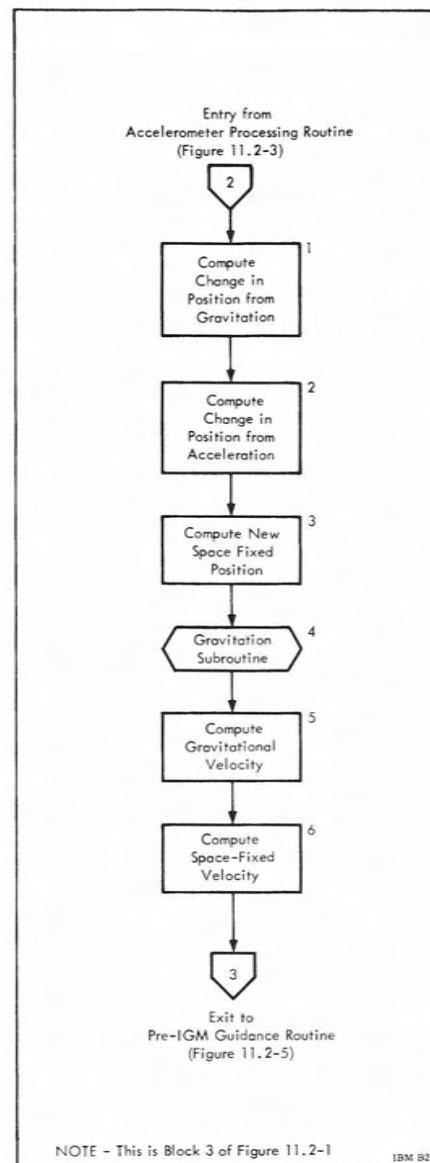 Entry from
Accelerometer Processing Routine
(Figure 11.2-3)
2
1
Compute
Change in
Position from
Gravitation
2
Compute
Change in
Position from
Acceleration
3
Compute New
Space Fixed
Position
4
Gravitation
Subroutine
5
Compute
Gravitational
Velocity
6
Compute
Space-Fixed
Velocity
3
Exit to
Pre-IGM Guidance Routine
(Figure 11.2-5)
NOTE - This is Block 3 of Figure 11.2-1
IBM B2